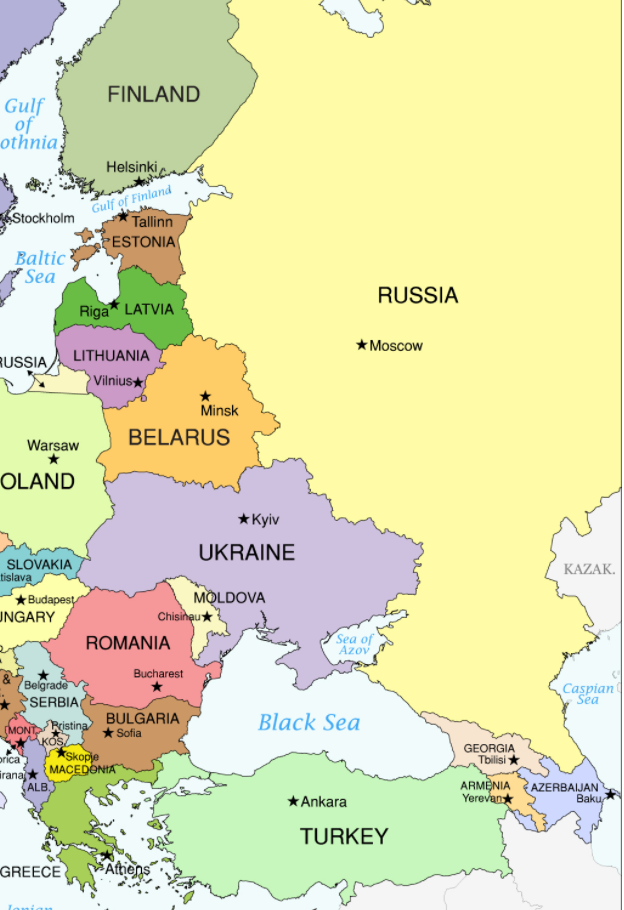 FINLAND
Gulf
of
othnia
Helsinki
Gulf of Finland
Stockholm
Tallinn
ESTONIA
Baltic
Sea
RUSSIA
Riga
LATVIA
Moscow
LITHUANIA
RUSSIA
Vilnius
Minsk
BELARUS
Warsaw
OLAND
Kyiv
UKRAINE
SLOVAKIA
tislava
KAZAK.
Budapest
NGARY
MOLDOVA
Chisinau
ROMANIA
Sea of
Azov
Bucharest
&
Belgrade
SERBIA
Caspian
Sea
BULGARIA
Sofia
Black Sea
Pristina
MONT.
KOS.
GEORGIA
Tbilisi
orica
Skopje
MACEDONIA
irana
ALB.
ARMENIA
Yerevan
AZERBAIJAN
Baku
Ankara
TURKEY
GREECE
Athens
Ionian